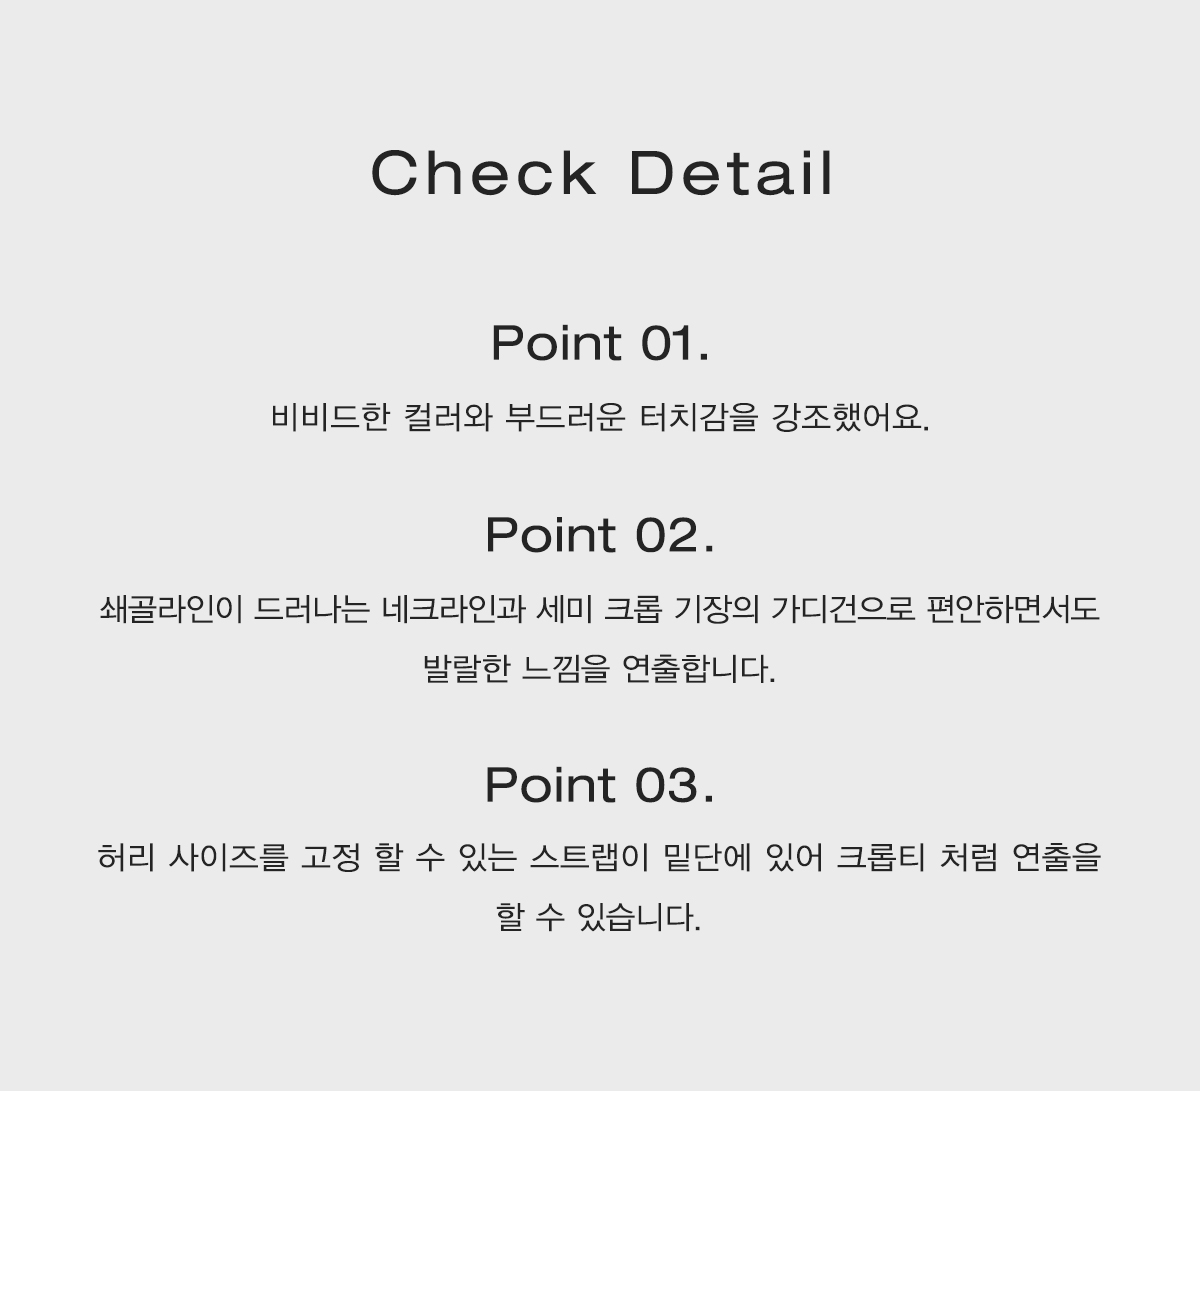 Check Detail
Point 01.
비비드한 컬러와 부드러운 터치감을 강조했어요.
Point 02.
쇄골라인이 드러나는 네크라인과 세미 크롭 기장의 가디건으로 편안하면서도
발랄한 느낌을 연출합니다.
Point 03.
허리 사이즈를 고정 할 수 있는 스트랩이 밑단에 있어 크롭티 처럼 연출을
할 수 있습니다.